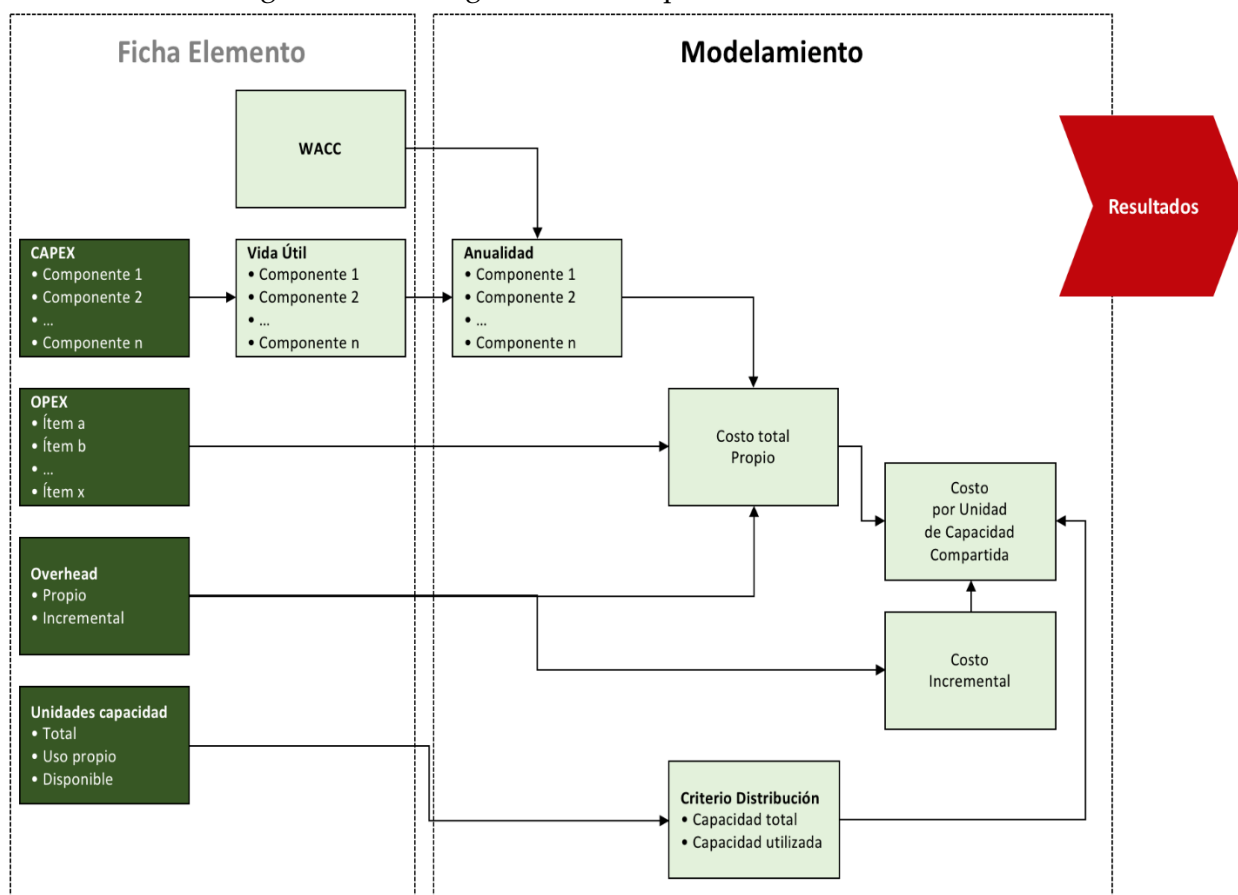 Ficha Elemento
Modelamiento
WACC
Resultados
CAPEX
• Componente 1
• Componente 2
• ...
• Componente n
Vida Útil
• Componente 1
• Componente 2
• ...
• Componente n
Anualidad
• Componente 1
• Componente 2
• ...
• Componente n
OPEX
• Ítem a
• Ítem b
• ...
• Ítem x
Costo total
Propio
Costo
por Unidad
de Capacidad
Compartida
Overhead
• Propio
• Incremental
Costo
Incremental
Unidades capacidad
• Total
• Uso propio
• Disponible
Criterio Distribución
• Capacidad total
• Capacidad utilizada